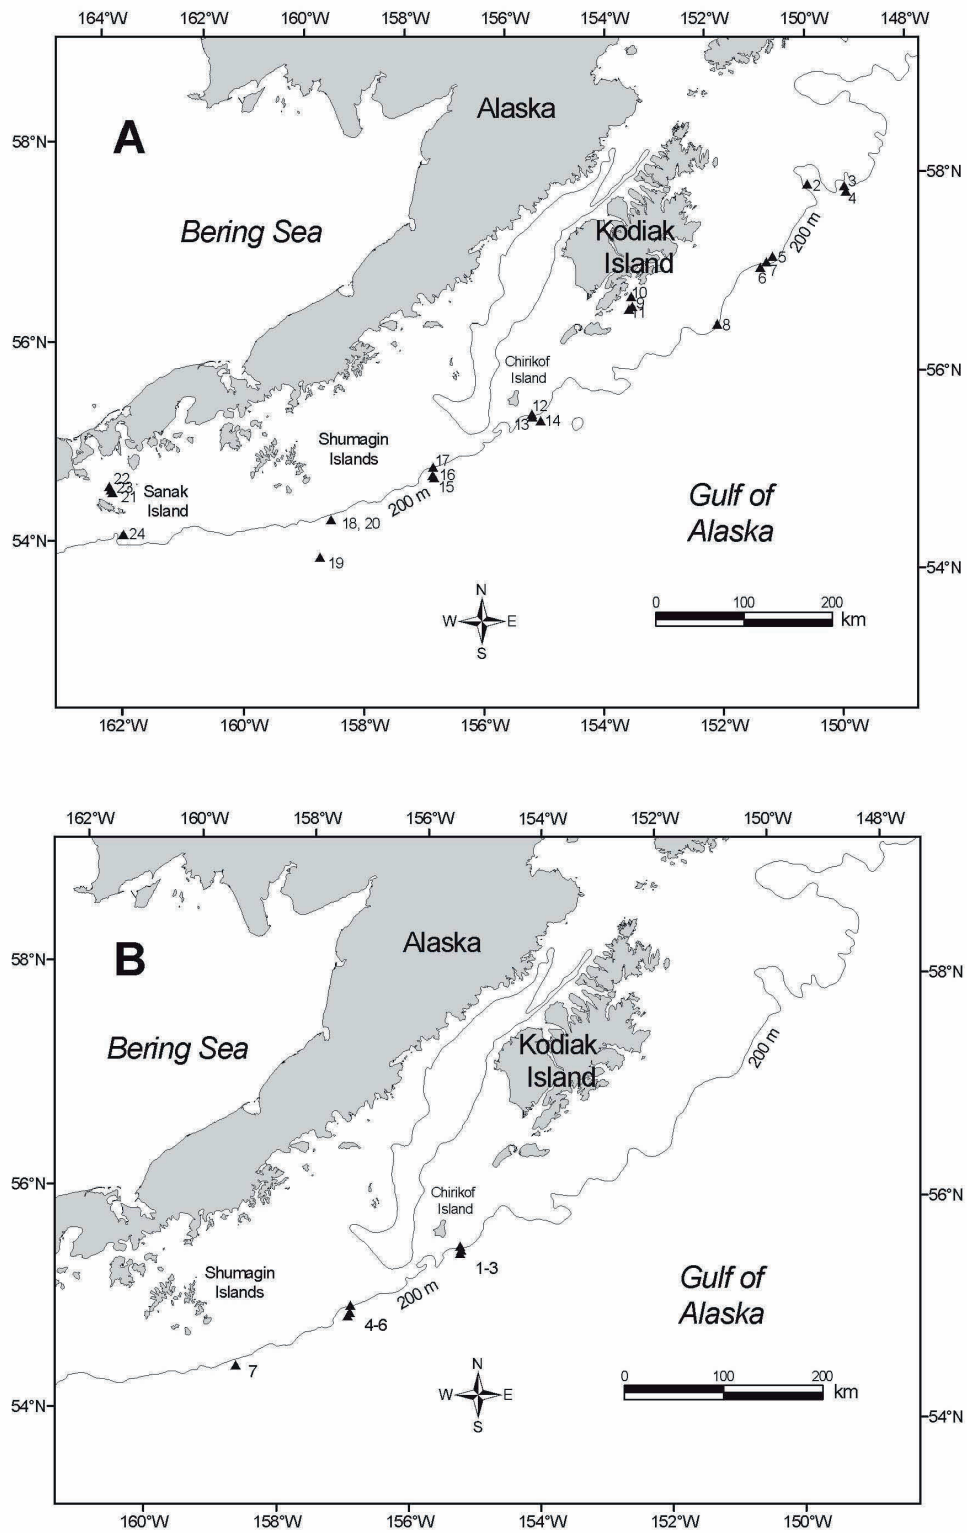 164°W 162°W 160°W 158°W 156°W 154°W 152°W 150°W 148°W
A
Alaska
58°N
58°N
Bering Sea
Kodiak
Island
2
3
4
200 m
5
7
6
10
9
11
8
56°N
56°N
Chirikof
Island
12
13
14
Shumagin
Islands
17
16
15
200 m
22
23
21
Sanak
Island
18, 20
24
19
Gulf of
Alaska
54°N
54°N
N
W E
S
0 100 200
km
162°W 160°W 158°W 156°W 154°W 152°W 150°W
162°W 160°W 158°W 156°W 154°W 152°W 150°W 148°W
B
Alaska
58°N
58°N
Bering Sea
Kodiak
Island
200 m
56°N
56°N
Chirikof
Island
1-3
Shumagin
Islands
200 m
4-6
7
Gulf of
Alaska
54°N
54°N
N
W E
S
0 100 200
km
160°W 158°W 156°W 154°W 152°W 150°W